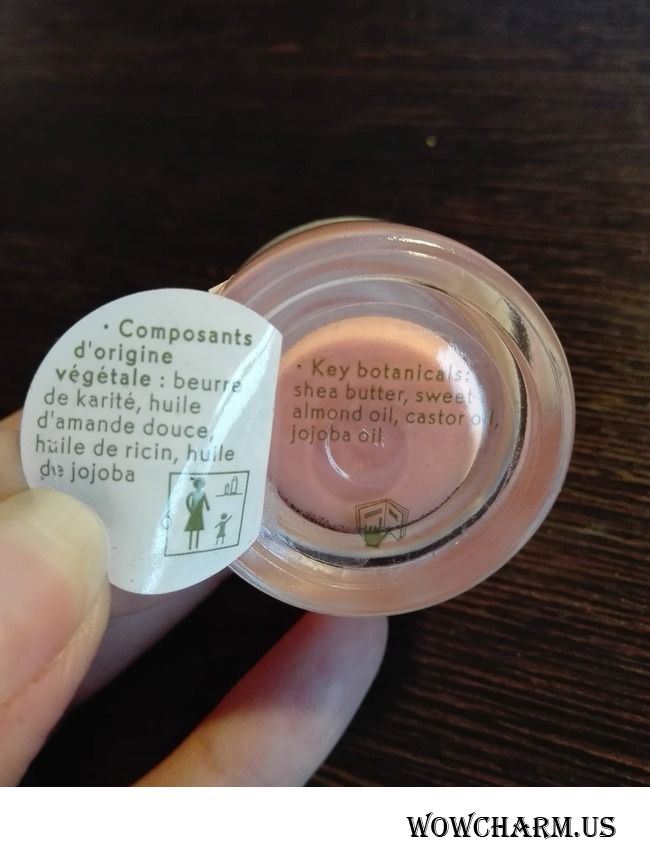 · Composants
d'origine
végétale : beurre
de karité, huile
d'amande douce,
huile de ricin, huile
de jojoba
· Key botanicals:
shea butter, sweet
almond oil, castor oil,
jojoba oil
WOWCHARM.US